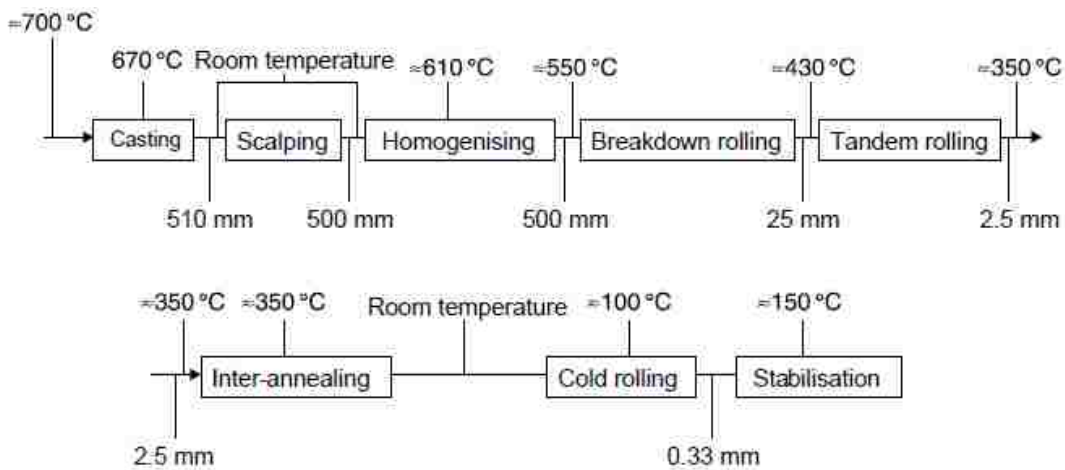 ≈700 °C
670 °C Room temperature ≈610 °C ≈550 °C ≈430 °C ≈350 °C
Casting Scalping Homogenising Breakdown rolling Tandem rolling
510 mm 500 mm 500 mm 25 mm 2.5 mm
≈350 °C ≈350 °C Room temperature ≈100 °C ≈150 °C
Inter-annealing Cold rolling Stabilisation
2.5 mm 0.33 mm